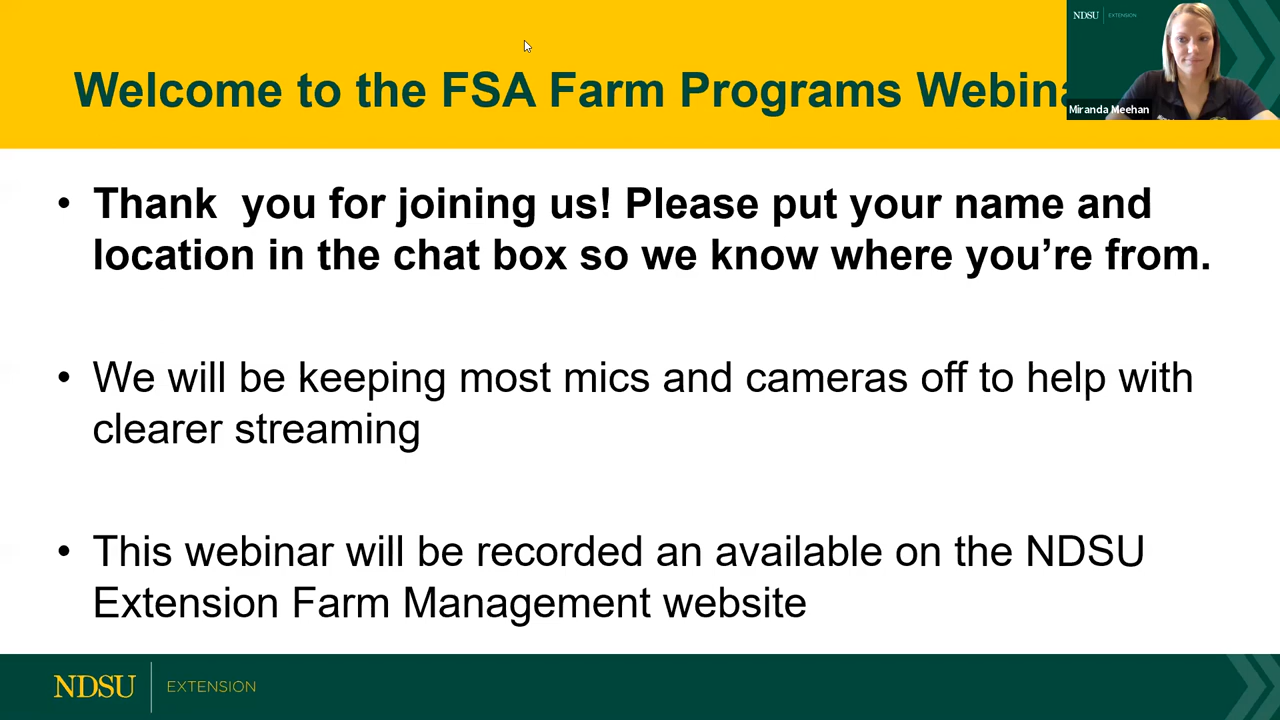 NDSU EXTENSION
Welcome to the FSA Farm Programs Webina
Miranda Meehan
• Thank you for joining us! Please put your name and
location in the chat box so we know where you're from.
• We will be keeping most mics and cameras off to help with
clearer streaming
• This webinar will be recorded an available on the NDSU
Extension Farm Management website
NDSU EXTENSION